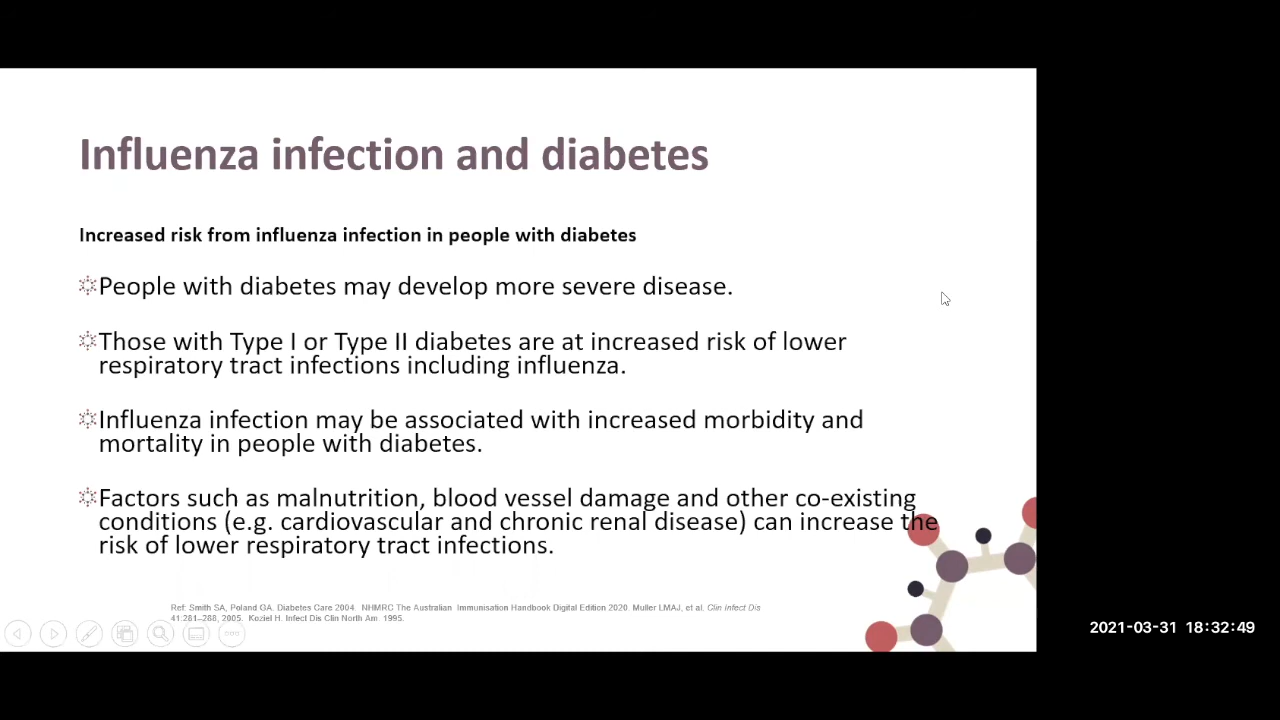 Influenza infection and diabetes
Increased risk from influenza infection in people with diabetes
People with diabetes may develop more severe disease.
Those with Type I or Type II diabetes are at increased risk of lower
respiratory tract infections including influenza.
Influenza infection may be associated with increased morbidity and
mortality in people with diabetes.
Factors such as malnutrition, blood vessel damage and other co-existing
conditions (e.g. cardiovascular and chronic renal disease) can increase the
risk of lower respiratory tract infections.
Ref: Smith SA, Poland GA. Diabetes Care 2004. NHMRC The Australian Immunisation Handbook Digital Edition 2020. Muller LMAJ, et al. Clin Infect Dis
41:281–288, 2005. Koziel H. Infect Dis Clin North Am. 1995.
2021-03-31 18:32:49